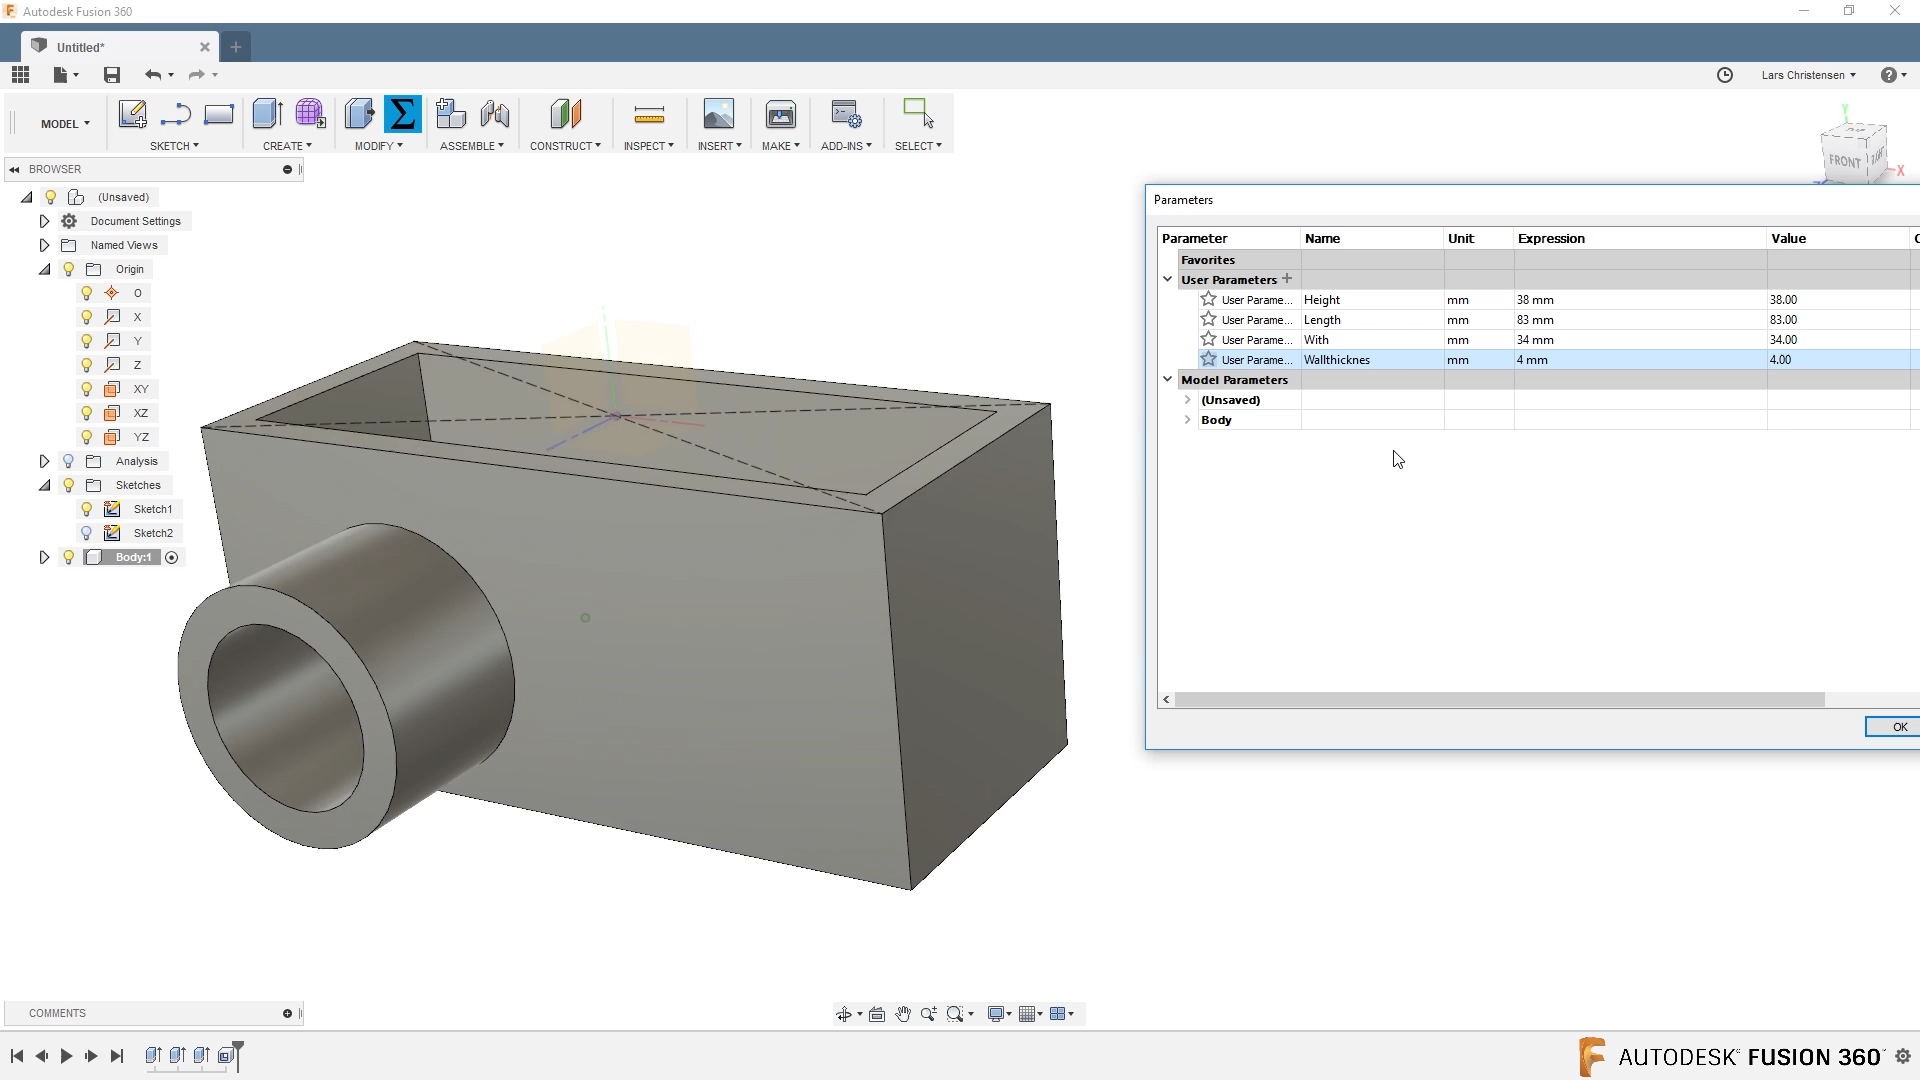 Autodesk Fusion 360
Untitled*
Lars Christensen
MODEL
SKETCH
CREATE
MODIFY
ASSEMBLE
CONSTRUCT
INSPECT
INSERT
MAKE
ADD-INS
SELECT
BROWSER
(Unsaved)
Document Settings
Named Views
Origin
O
X
Y
Z
XY
XZ
YZ
Analysis
Sketches
Sketch1
Sketch2
Body:1
Y
FRONT
X
Parameters
Parameter Name Unit Expression Value
Favorites
User Parameters
User Parame... Height mm 38 mm 38.00
User Parame... Length mm 83 mm 83.00
User Parame... With mm 34 mm 34.00
User Parame... Wallthicknes mm 4 mm 4.00
Model Parameters
(Unsaved)
Body
OK
COMMENTS
AUTODESK FUSION 360